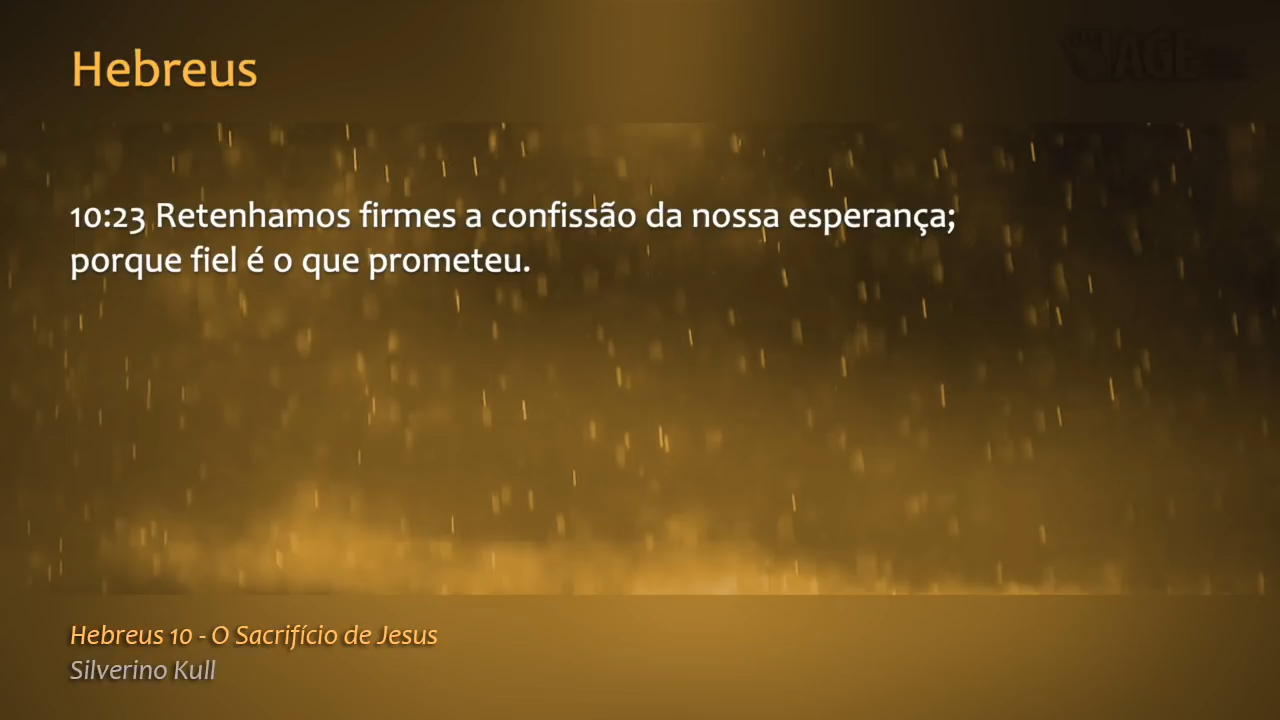 Hebreus
10:23 Retenhamos firmes a confissão da nossa esperança;
porque fiel é o que prometeu.
Hebreus 10 - O Sacrifício de Jesus
Silverino Kull